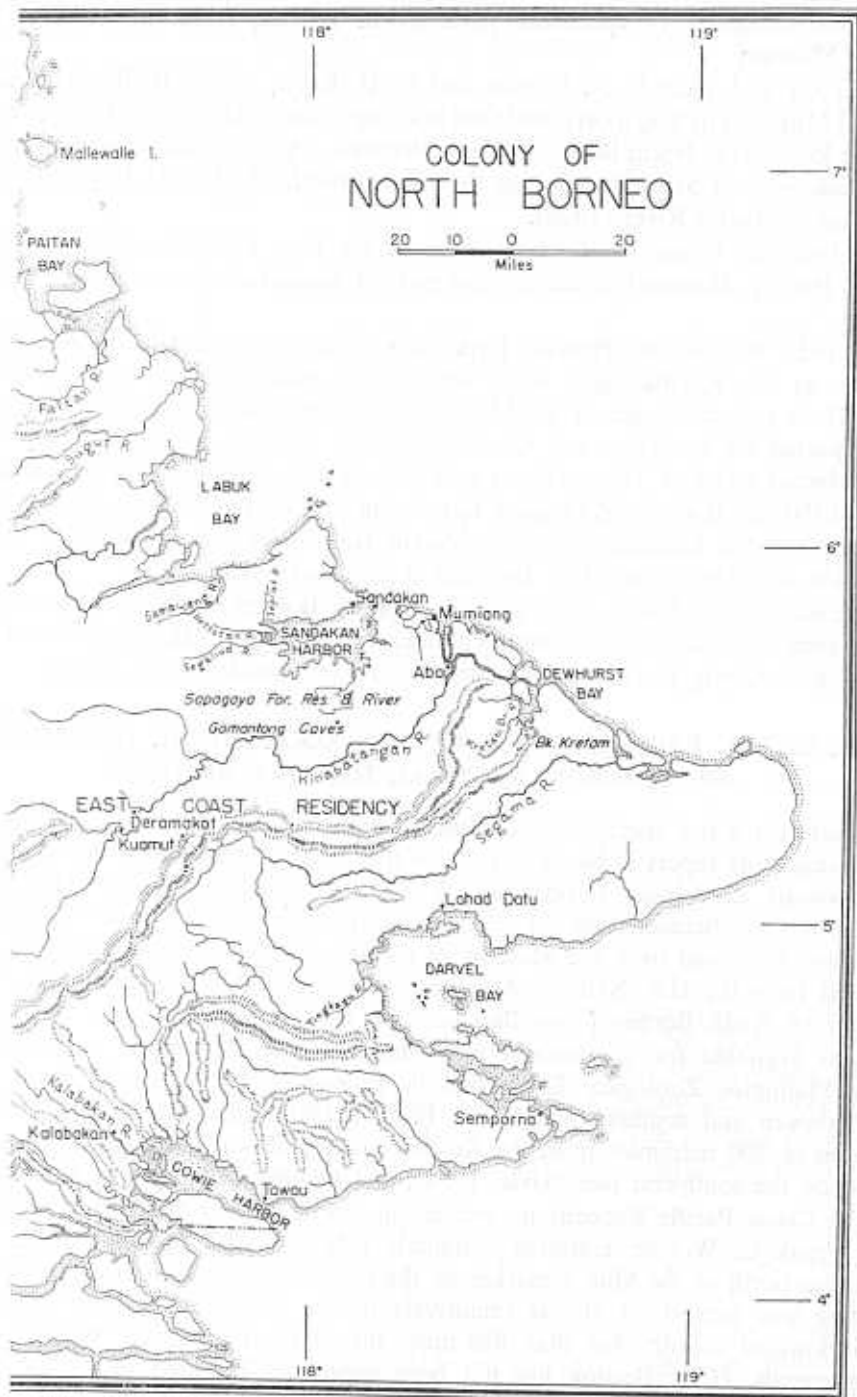 118°
119°
Mallewalle I.
COLONY OF
NORTH BORNEO
7°
20 10 0 20
Miles
PAITAN
BAY
Paitan R.
Sugut R.
LABUK
BAY
6°
Sandakan
Mumiang
SANDAKAN
HARBOR
Segaliud R.
Abai
DEWHURST
BAY
Sapagaya For. Res. & River
Gomantong Caves
Kretam R.
Bk. Kretam
Kinabatangan R.
EAST COAST RESIDENCY
Segama R.
Deramakot
Kuamut
Lahad Datu
5°
DARVEL
BAY
Kalabakan R.
Semporna
Kalabakan
COWIE HARBOR
Tawau
4°
118°
119°